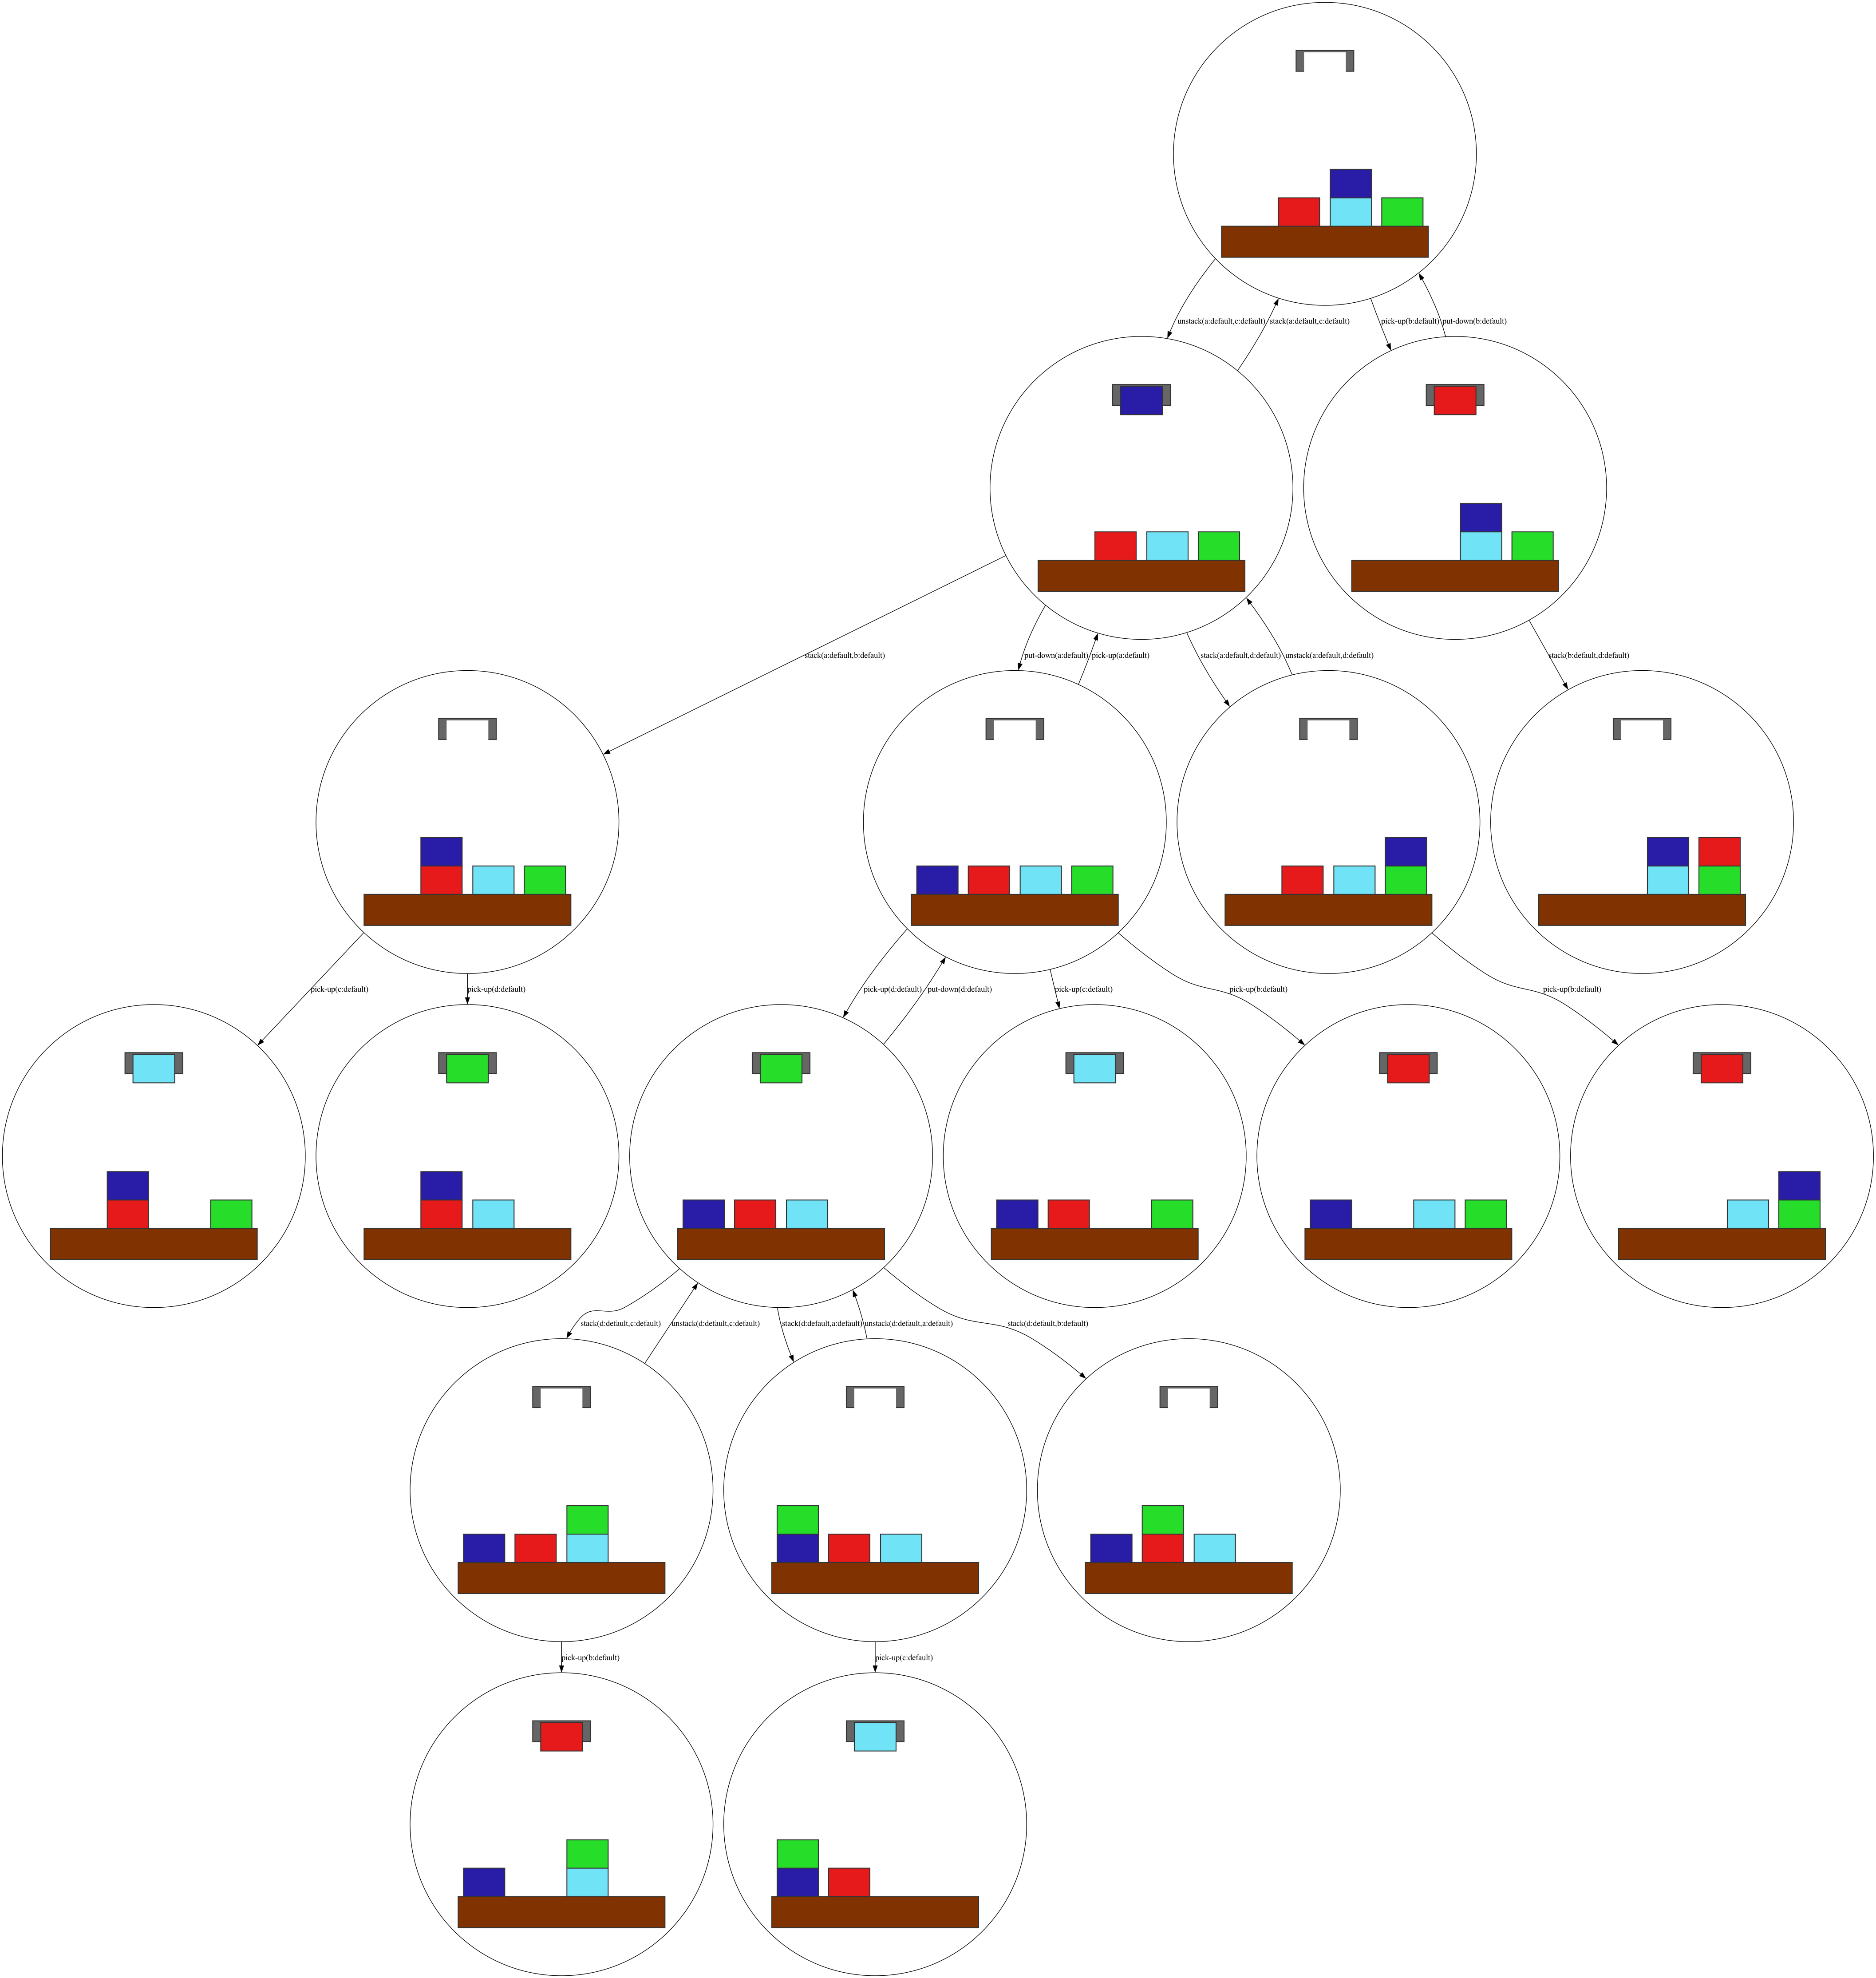 unstack(a:default,c:default)
stack(a:default,c:default)
pick-up(b:default)
put-down(b:default)
stack(a:default,b:default)
put-down(a:default)
pick-up(a:default)
stack(a:default,d:default)
unstack(a:default,d:default)
stack(b:default,d:default)
pick-up(c:default)
pick-up(d:default)
pick-up(d:default)
put-down(d:default)
pick-up(c:default)
pick-up(b:default)
pick-up(b:default)
stack(d:default,c:default)
unstack(d:default,c:default)
stack(d:default,a:default)
unstack(d:default,a:default)
stack(d:default,b:default)
pick-up(b:default)
pick-up(c:default)